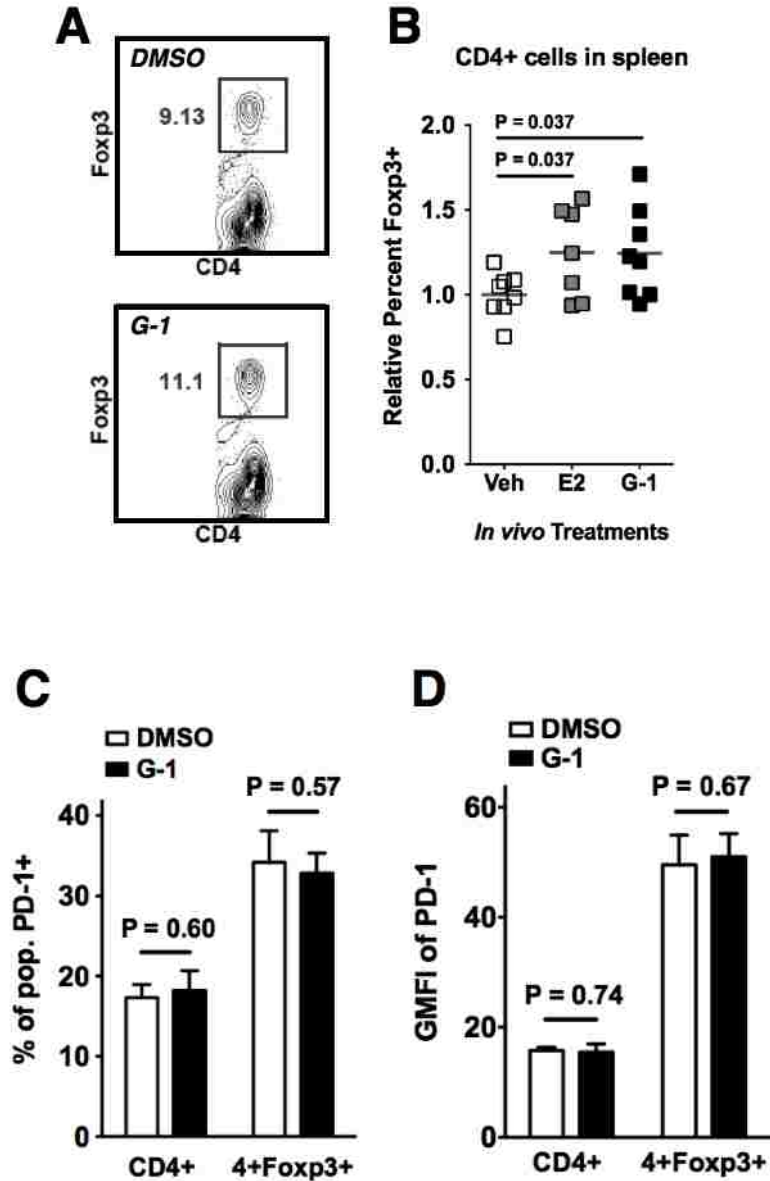 A
DMSO
9.13
Foxp3
CD4
G-1
11.1
Foxp3
CD4
B
CD4+ cells in spleen
P = 0.037
P = 0.037
Relative Percent Foxp3+
2.0
1.5
1.0
0.5
0.0
Veh E2 G-1
In vivo Treatments
C
DMSO
G-1
P = 0.57
P = 0.60
% of pop. PD-1+
40
30
20
10
0
CD4+ 4+Foxp3+
D
DMSO
G-1
P = 0.67
P = 0.74
GMFI of PD-1
60
40
20
0
CD4+ 4+Foxp3+